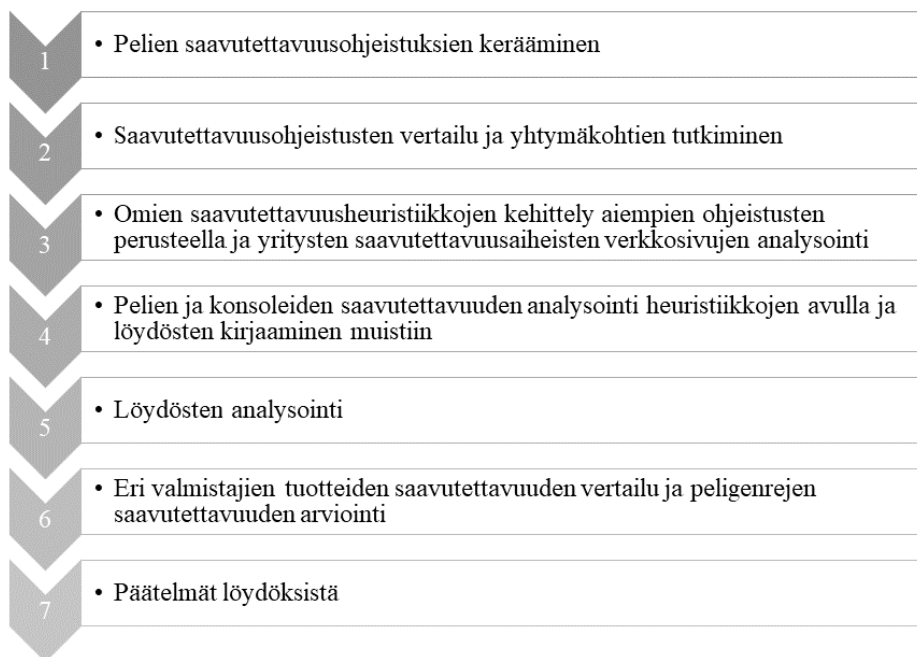 1
• Pelien saavutettavuusohjeistuksien kerääminen
2
• Saavutettavuusohjeistusten vertailu ja yhtymäkohtien tutkiminen
3
• Omien saavutettavuusheuristiikkojen kehittely aiempien ohjeistusten
perusteella ja yritysten saavutettavuusaiheisten verkkosivujen analysointi
4
• Pelien ja konsoleiden saavutettavuuden analysointi heuristiikkojen avulla ja
löydösten kirjaaminen muistiin
5
• Löydösten analysointi
6
• Eri valmistajien tuotteiden saavutettavuuden vertailu ja peligenrejen
saavutettavuuden arviointi
7
• Päätelmät löydöksistä